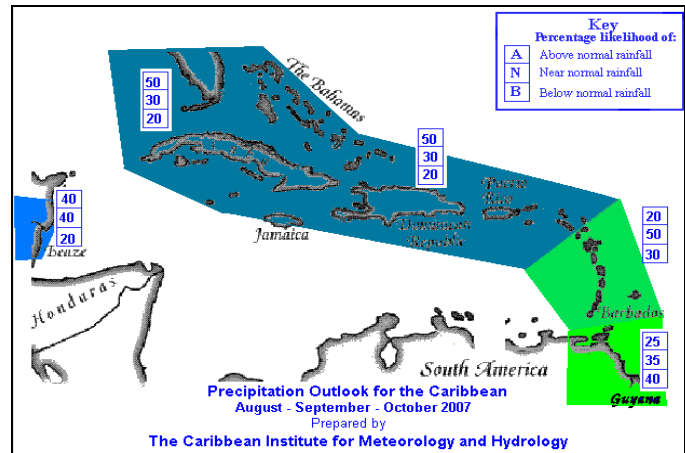 Key
Percentage likelihood of:
A Above normal rainfall
N Near normal rainfall
B Below normal rainfall
The Bahamas
50
30
20
50
30
20
Puerto
Rico
40
40
20
Belize
Jamaica
Dominican
Republic
20
50
30
Barbados
Honduras
South America
25
35
40
Guyana
Precipitation Outlook for the Caribbean
August - September - October 2007
Prepared by
The Caribbean Institute for Meteorology and Hydrology